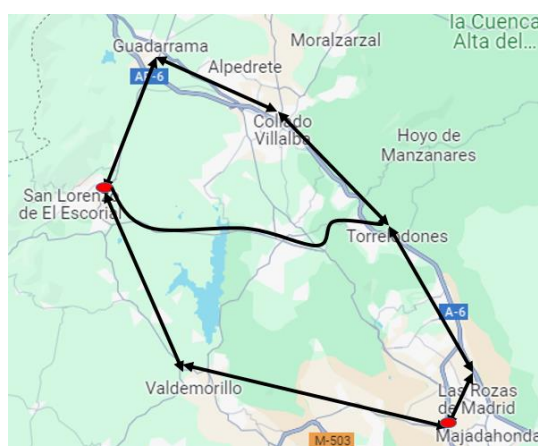 la Cuenca
Alta del...
Moralzarzal
Guadarrama
Alpedrete
AP-6
Collado
Villalba
Hoyo de
Manzanares
San Lorenzo
de El Escorial
Torrelodones
A-6
Valdemorillo
Las Rozas
de Madrid
Majadahonda
M-503